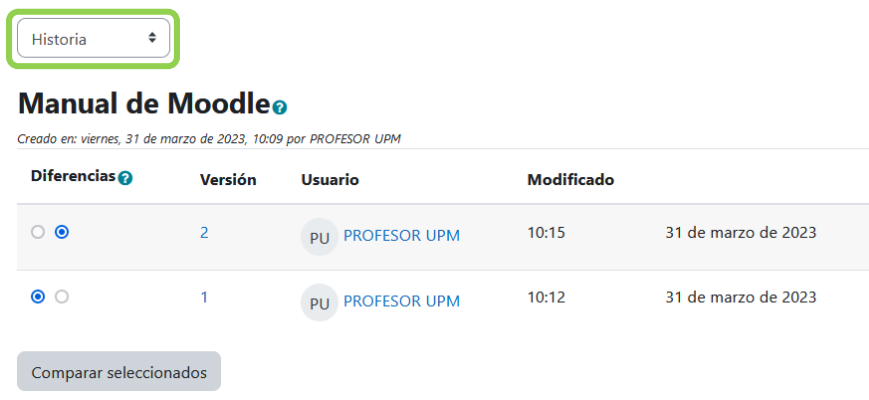 Historia
Manual de Moodle?
Creado en: viernes, 31 de marzo de 2023, 10:09 por PROFESOR UPM
Diferencias? Versión Usuario Modificado
2 PU PROFESOR UPM 10:15 31 de marzo de 2023
1 PU PROFESOR UPM 10:12 31 de marzo de 2023
Comparar seleccionados